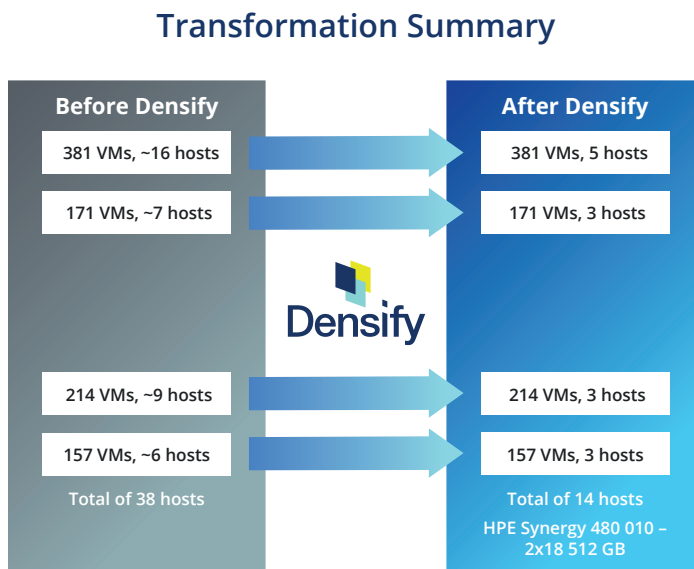 Transformation Summary
Before Densify
381 VMs, ~16 hosts
171 VMs, ~7 hosts
214 VMs, ~9 hosts
157 VMs, ~6 hosts
Total of 38 hosts
Densify
After Densify
381 VMs, 5 hosts
171 VMs, 3 hosts
214 VMs, 3 hosts
157 VMs, 3 hosts
Total of 14 hosts
HPE Synergy 480 010 –
2x18 512 GB